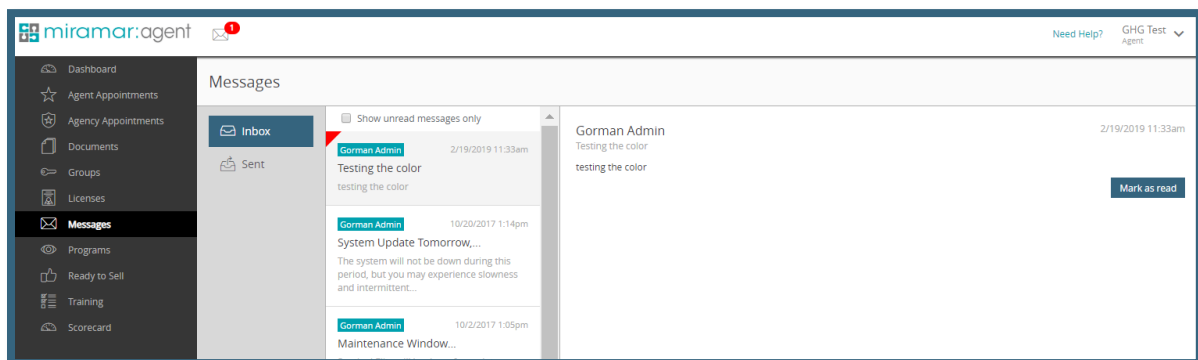 miramar:agent
1
Need Help?
GHG Test
Agent
Dashboard
Agent Appointments
Agency Appointments
Documents
Groups
Licenses
Messages
Programs
Ready to Sell
Training
Scorecard
Messages
Inbox
Sent
Show unread messages only
Gorman Admin 2/19/2019 11:33am
Testing the color
testing the color
Gorman Admin 10/20/2017 1:14pm
System Update Tomorrow,...
The system will not be down during this
period, but you may experience slowness
and intermittent...
Gorman Admin 10/2/2017 1:05pm
Maintenance Window...
Gorman Admin 2/19/2019 11:33am
Testing the color
testing the color
Mark as read